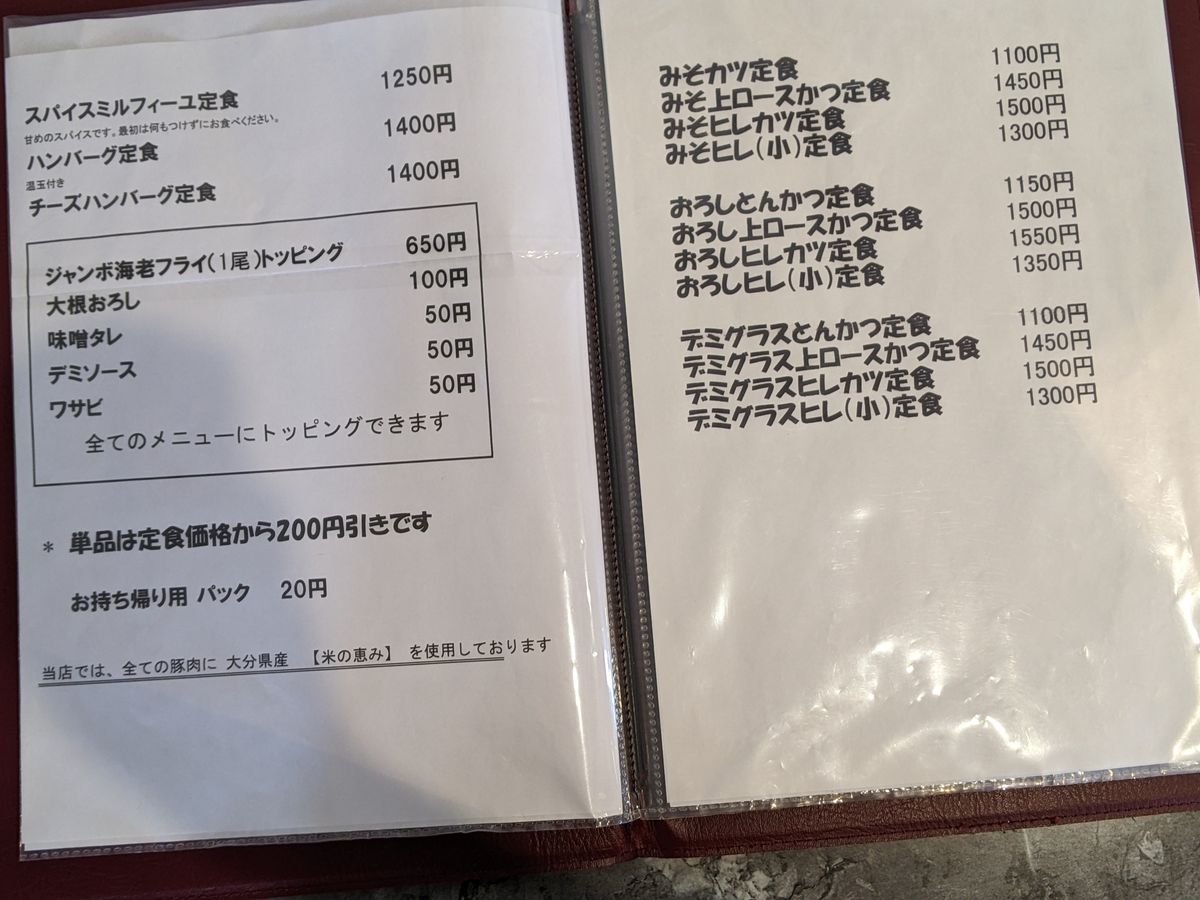 スパイスミルフィーユ定食 1250円
甘めのスパイスです。最初は何もつけずにお食べください。
ハンバーグ定食 1400円
温玉付き
チーズハンバーグ定食 1400円
ジャンボ海老フライ(1尾)トッピング 650円
大根おろし 100円
味噌タレ 50円
デミソース 50円
ワサビ 50円
全てのメニューにトッピングできます
* 単品は定食価格から200円引きです
お持ち帰り用 パック 20円
当店では、全ての豚肉に 大分県産 【米の恵み】 を使用しております
みそカツ定食 1100円
みそ上ロースかつ定食 1450円
みそヒレカツ定食 1500円
みそヒレ(小)定食 1300円
おろしとんかつ定食 1150円
おろし上ロースかつ定食 1500円
おろしヒレカツ定食 1550円
おろしヒレ(小)定食 1350円
デミグラスとんかつ定食 1100円
デミグラス上ロースかつ定食 1450円
デミグラスヒレカツ定食 1500円
デミグラスヒレ(小)定食 1300円